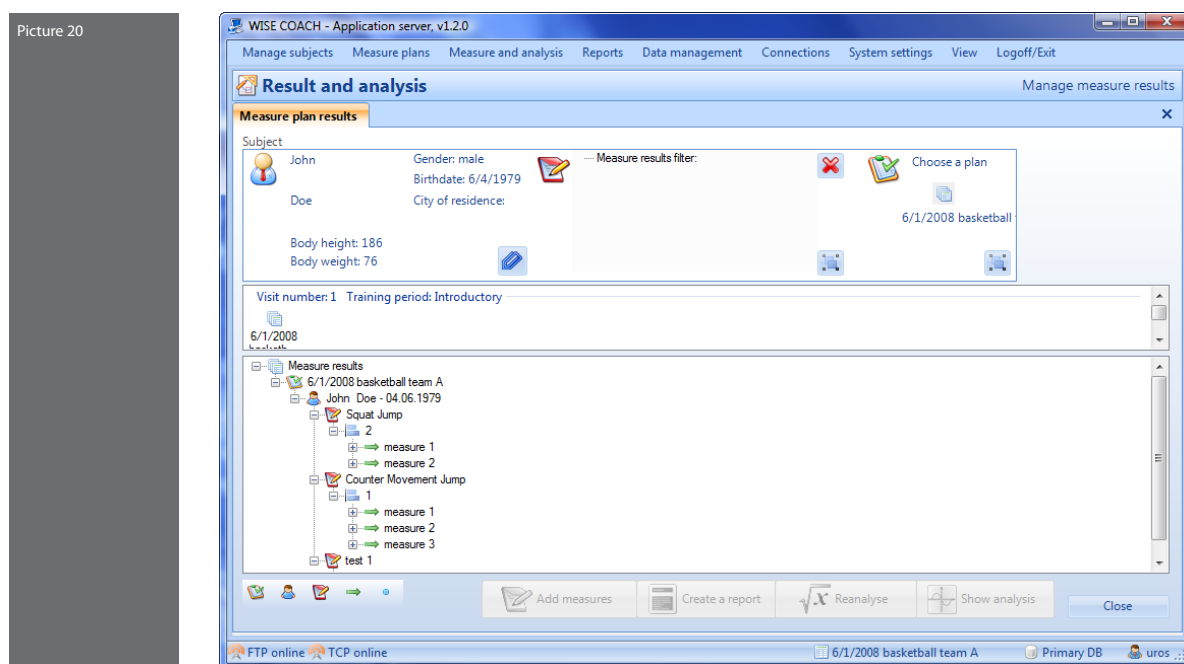 Picture 20
WISE COACH - Application server, v1.2.0
Manage subjects Measure plans Measure and analysis Reports Data management Connections System settings View Logoff/Exit
Result and analysis Manage measure results
Measure plan results
Subject
John Gender: male Measure results filter: Choose a plan
Birthdate: 6/4/1979
Doe City of residence:
6/1/2008 basketball
Body height: 186
Body weight: 76
Visit number: 1 Training period: Introductory
6/1/2008
Measure results
6/1/2008 basketball team A
John Doe - 04.06.1979
Squat Jump
2
measure 1
measure 2
Counter Movement Jump
1
measure 1
measure 2
measure 3
test 1
Add measures Create a report Reanalyse Show analysis Close
FTP online TCP online 6/1/2008 basketball team A Primary DB uros